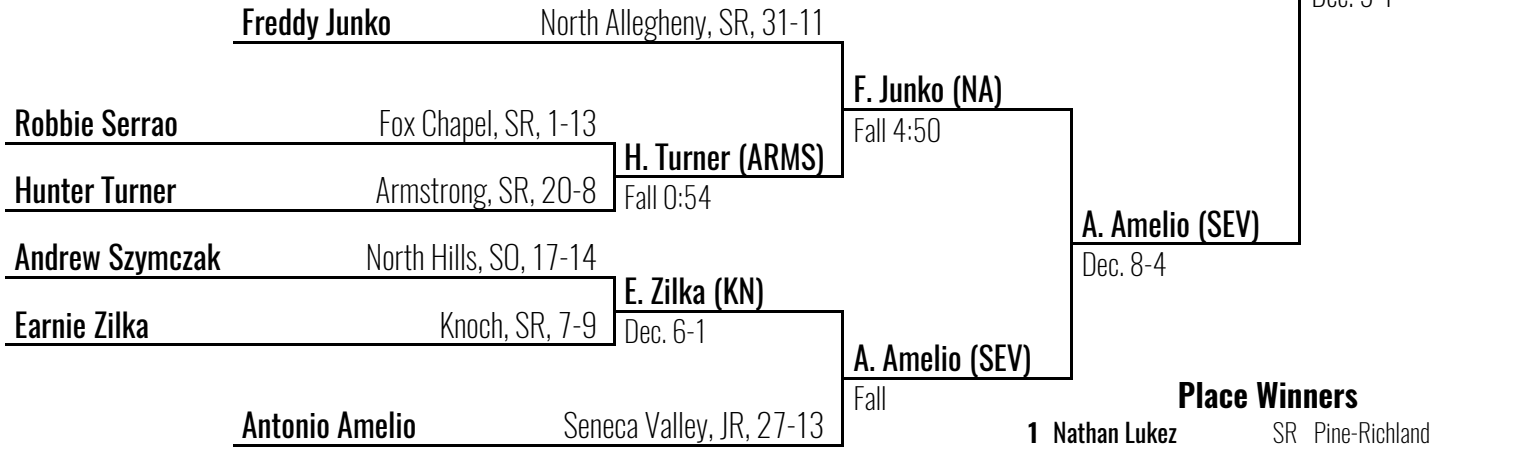 Freddy Junko North Allegheny, SR, 31-11
F. Junko (NA)
Fall 4:50
Robbie Serrao Fox Chapel, SR, 1-13
H. Turner (ARMS)
Fall 0:54
Hunter Turner Armstrong, SR, 20-8
A. Amelio (SEV)
Dec. 8-4
Andrew Szymczak North Hills, SO, 17-14
E. Zilka (KN)
Dec. 6-1
Earnie Zilka Knoch, SR, 7-9
A. Amelio (SEV)
Fall
Antonio Amelio Seneca Valley, JR, 27-13
Place Winners
1 Nathan Lukez SR Pine-Richland